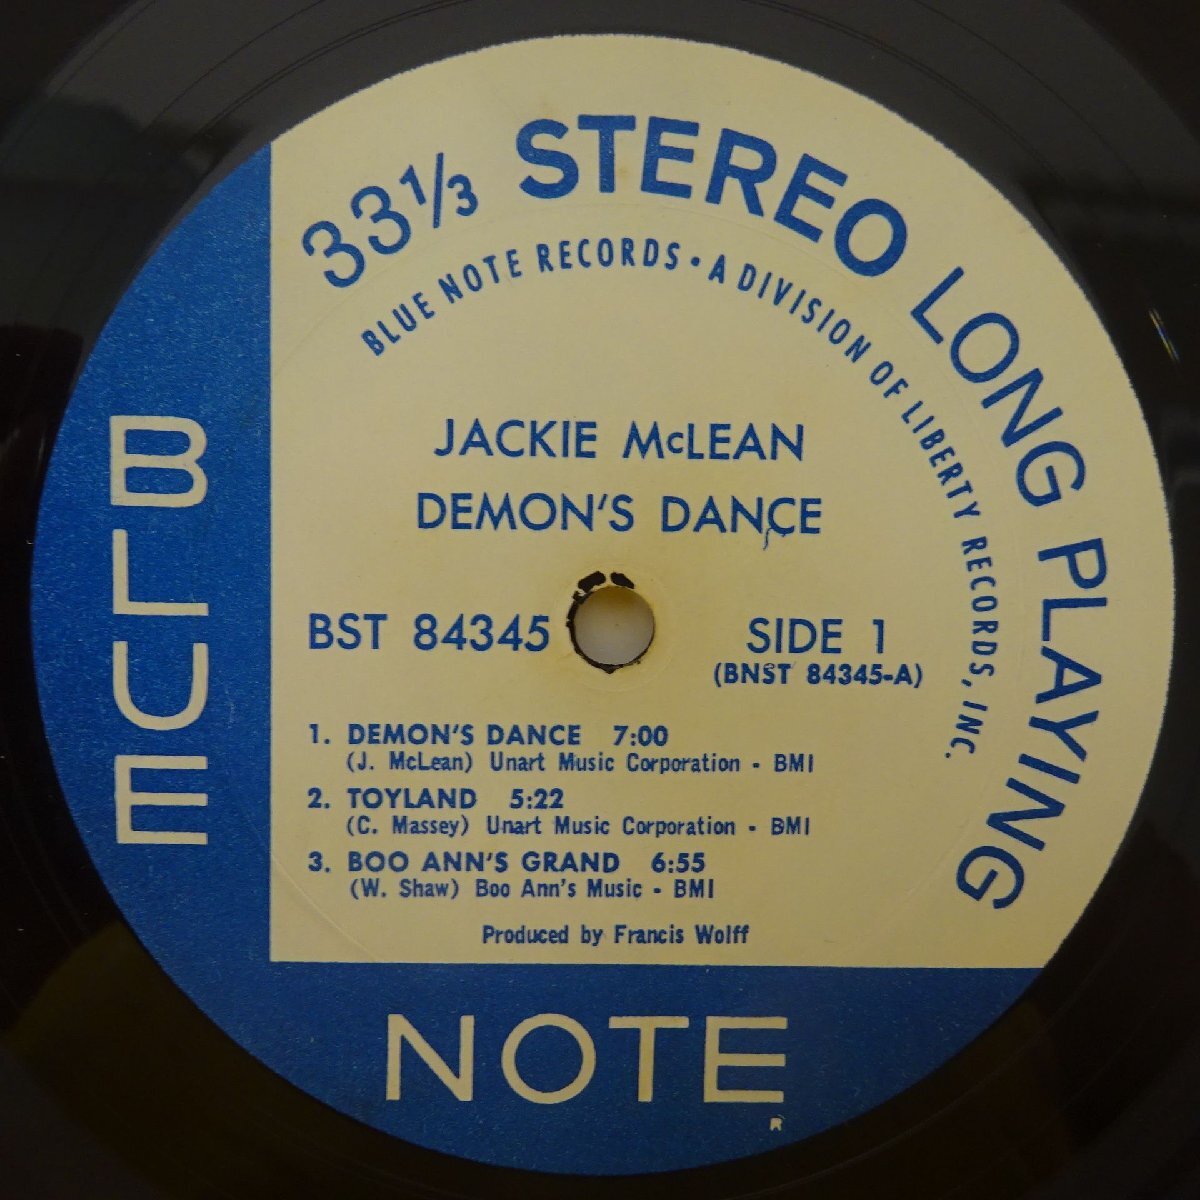 33⅓ STEREO LONG PLAYING
BLUE NOTE RECORDS • A DIVISION OF LIBERTY RECORDS, INC.
JACKIE McLEAN
DEMON'S DANCE
BST 84345
SIDE 1
(BNST 84345-A)
1. DEMON'S DANCE 7:00
(J. McLean) Unart Music Corporation - BMI
2. TOYLAND 5:22
(C. Massey) Unart Music Corporation - BMI
3. BOO ANN'S GRAND 6:55
(W. Shaw) Boo Ann's Music - BMI
Produced by Francis Wolff
BLUE
NOTE
R